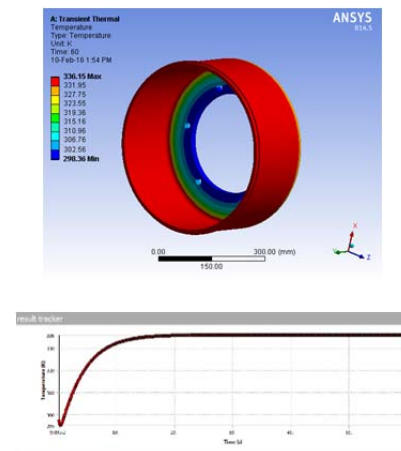 A: Transient Thermal
Temperature
Type: Temperature
Unit: K
Time: 60
10-Feb-18 1:54 PM
ANSYS
R14.5
336.15 Max
331.95
327.75
323.55
319.36
315.16
310.96
306.76
302.56
298.36 Min
0.00
300.00 (mm)
150.00
X
Y
Z
result tracker
Temperature (K)
Time (s)